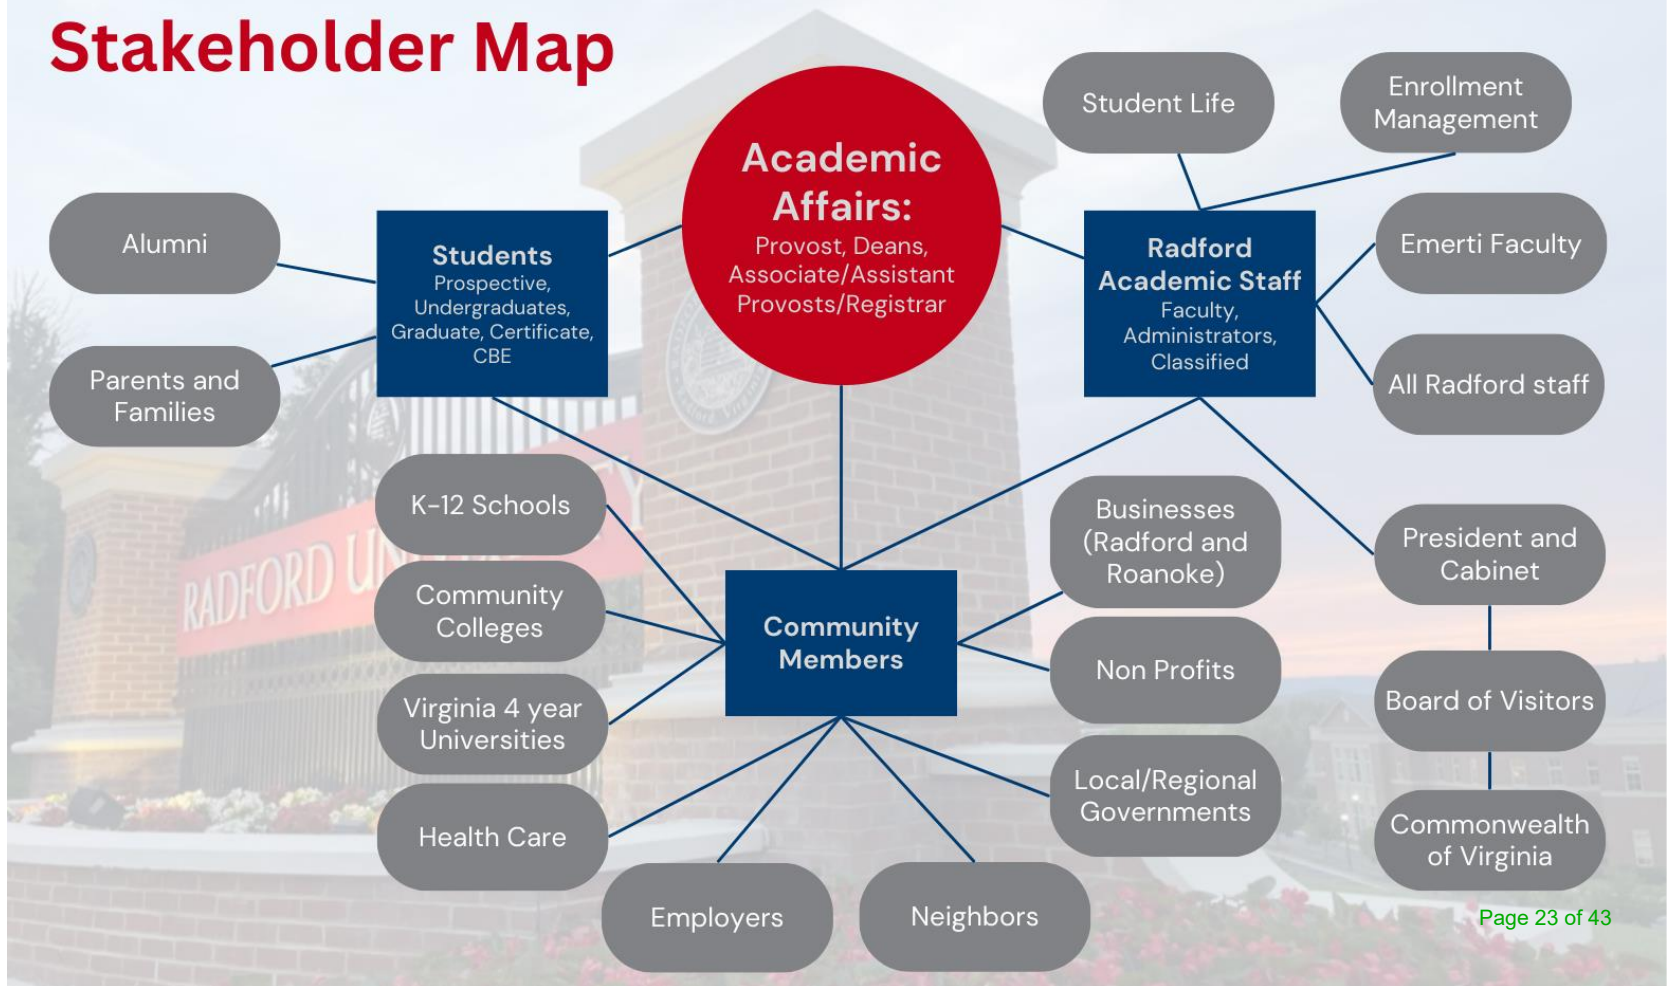 Stakeholder Map
Academic
Affairs:
Provost, Deans,
Associate/Assistant
Provosts/Registrar
Student Life
Enrollment
Management
Alumni
Students
Prospective,
Undergraduates,
Graduate, Certificate,
CBE
Radford
Academic Staff
Faculty,
Administrators,
Classified
Emerti Faculty
Parents and
Families
All Radford staff
K-12 Schools
Community
Colleges
Virginia 4 year
Universities
Health Care
Community
Members
Businesses
(Radford and
Roanoke)
Non Profits
Local/Regional
Governments
President and
Cabinet
Board of Visitors
Commonwealth
of Virginia
Employers
Neighbors
Page 23 of 43
RADFORD